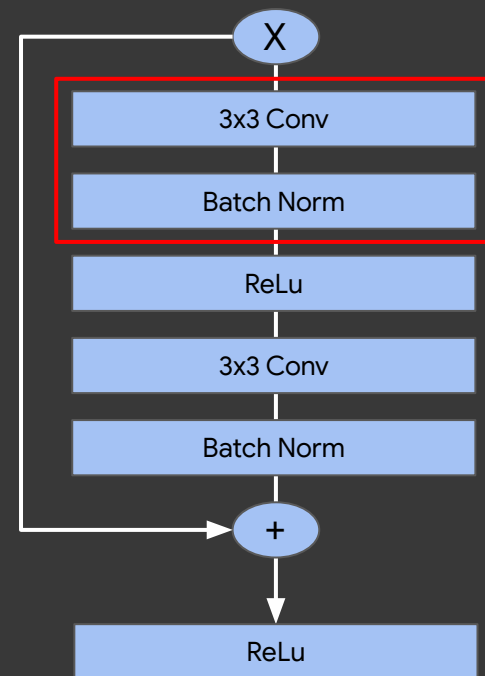 X
3x3 Conv
Batch Norm
ReLu
3x3 Conv
Batch Norm
+
ReLu